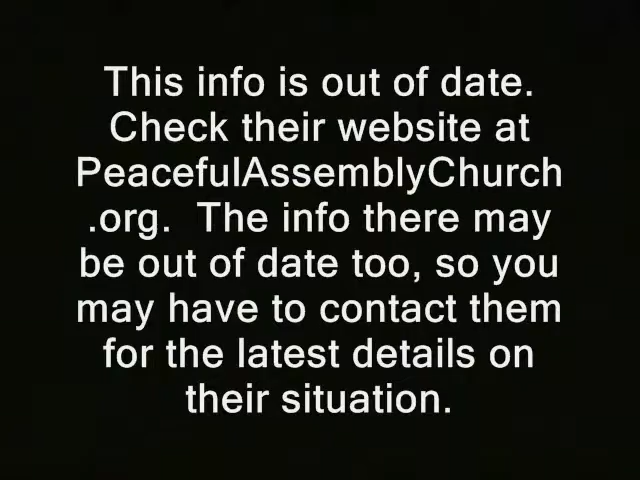 This info is out of date.
Check their website at
PeacefulAssemblyChurch
.org.  The info there may
be out of date too, so you
may have to contact them
for the latest details on
their situation.